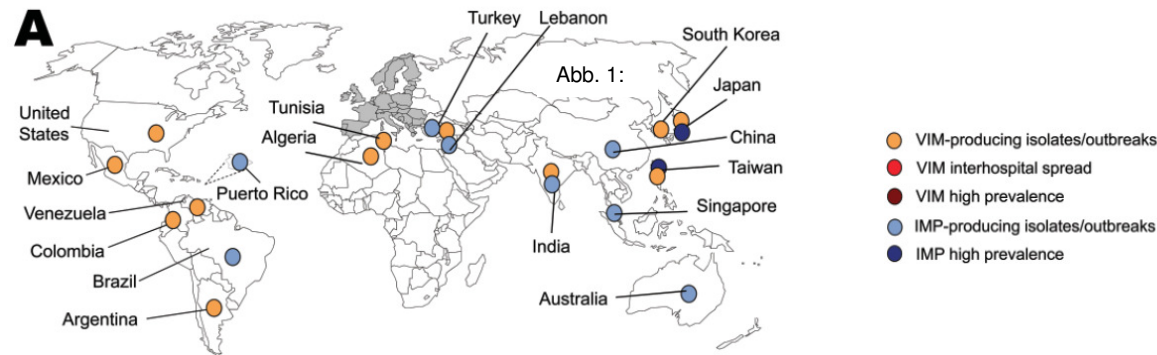 A
Turkey
Lebanon
South Korea
Abb. 1:
Japan
United
States
Tunisia
Algeria
China
Taiwan
Mexico
Puerto Rico
Venezuela
Singapore
Colombia
India
Brazil
Australia
Argentina
VIM-producing isolates/outbreaks
VIM interhospital spread
VIM high prevalence
IMP-producing isolates/outbreaks
IMP high prevalence